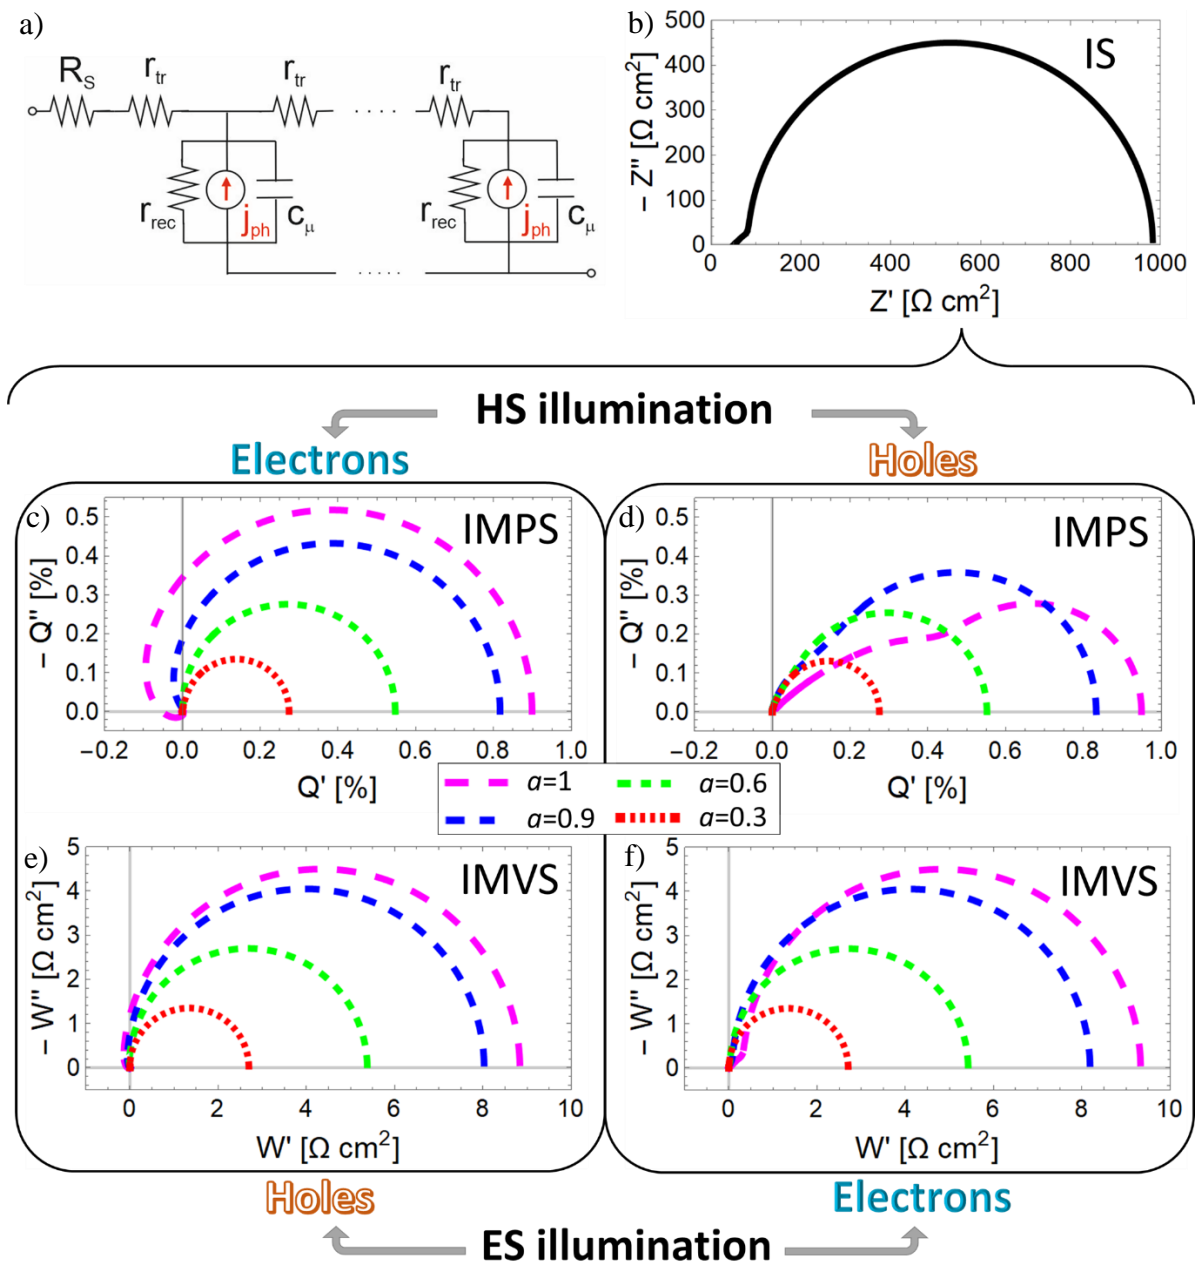 a)
R_S
r_tr
r_tr
r_tr
r_rec
j_ph
c_μ
r_rec
j_ph
c_μ
b)
IS
500
400
300
200
100
0
− Z'' [Ω cm²]
0 200 400 600 800 1000
Z' [Ω cm²]
HS illumination
Electrons
Holes
c)
IMPS
0.5
0.4
0.3
0.2
0.1
0.0
− Q'' [%]
−0.2 0.0 0.2 0.4 0.6 0.8 1.0
Q' [%]
d)
IMPS
0.5
0.4
0.3
0.2
0.1
0.0
− Q'' [%]
−0.2 0.0 0.2 0.4 0.6 0.8 1.0
Q' [%]
a=1
a=0.6
a=0.9
a=0.3
e)
IMVS
5
4
3
2
1
0
− W'' [Ω cm²]
0 2 4 6 8 10
W' [Ω cm²]
f)
IMVS
5
4
3
2
1
0
− W'' [Ω cm²]
0 2 4 6 8 10
W' [Ω cm²]
Holes
Electrons
ES illumination